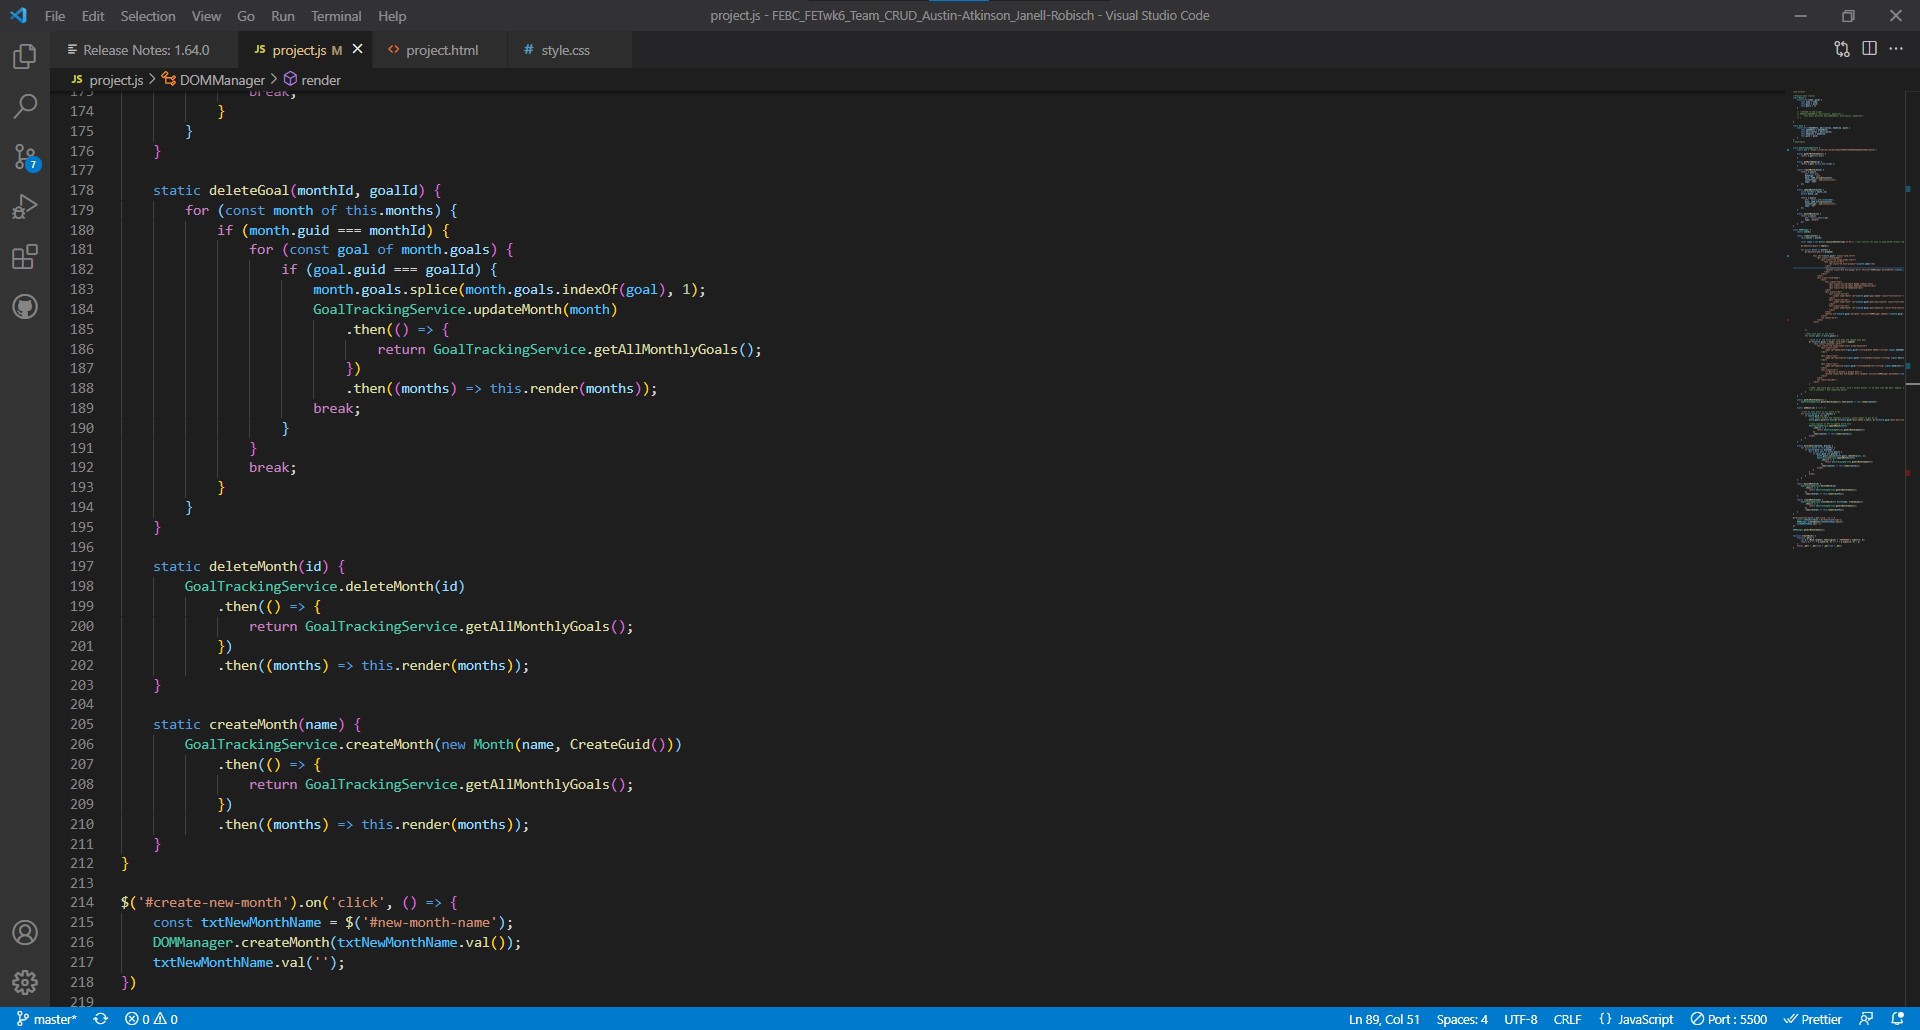 File Edit Selection View Go Run Terminal Help project.js - FEBC_FETwk6_Team_CRUD_Austin-Atkinson_Janell-Robisch - Visual Studio Code
Release Notes: 1.64.0 JS project.js M project.html # style.css
JS project.js > DOMManager > render
7
173 break;
174 }
175 }
176 }
177
178 static deleteGoal(monthId, goalId) {
179 for (const month of this.months) {
180 if (month.guid === monthId) {
181 for (const goal of month.goals) {
182 if (goal.guid === goalId) {
183 month.goals.splice(month.goals.indexOf(goal), 1);
184 GoalTrackingService.updateMonth(month)
185 .then(() => {
186 return GoalTrackingService.getAllMonthlyGoals();
187 })
188 .then((months) => this.render(months));
189 break;
190 }
191 }
192 break;
193 }
194 }
195 }
196
197 static deleteMonth(id) {
198 GoalTrackingService.deleteMonth(id)
199 .then(() => {
200 return GoalTrackingService.getAllMonthlyGoals();
201 })
202 .then((months) => this.render(months));
203 }
204
205 static createMonth(name) {
206 GoalTrackingService.createMonth(new Month(name, CreateGuid()))
207 .then(() => {
208 return GoalTrackingService.getAllMonthlyGoals();
209 })
210 .then((months) => this.render(months));
211 }
212 }
213
214 $('#create-new-month').on('click', () => {
215 const txtNewMonthName = $('#new-month-name');
216 DOMManager.createMonth(txtNewMonthName.val());
217 txtNewMonthName.val('');
218 })
219
master* 0 0 Ln 89, Col 51 Spaces: 4 UTF-8 CRLF {} JavaScript Port : 5500 Prettier